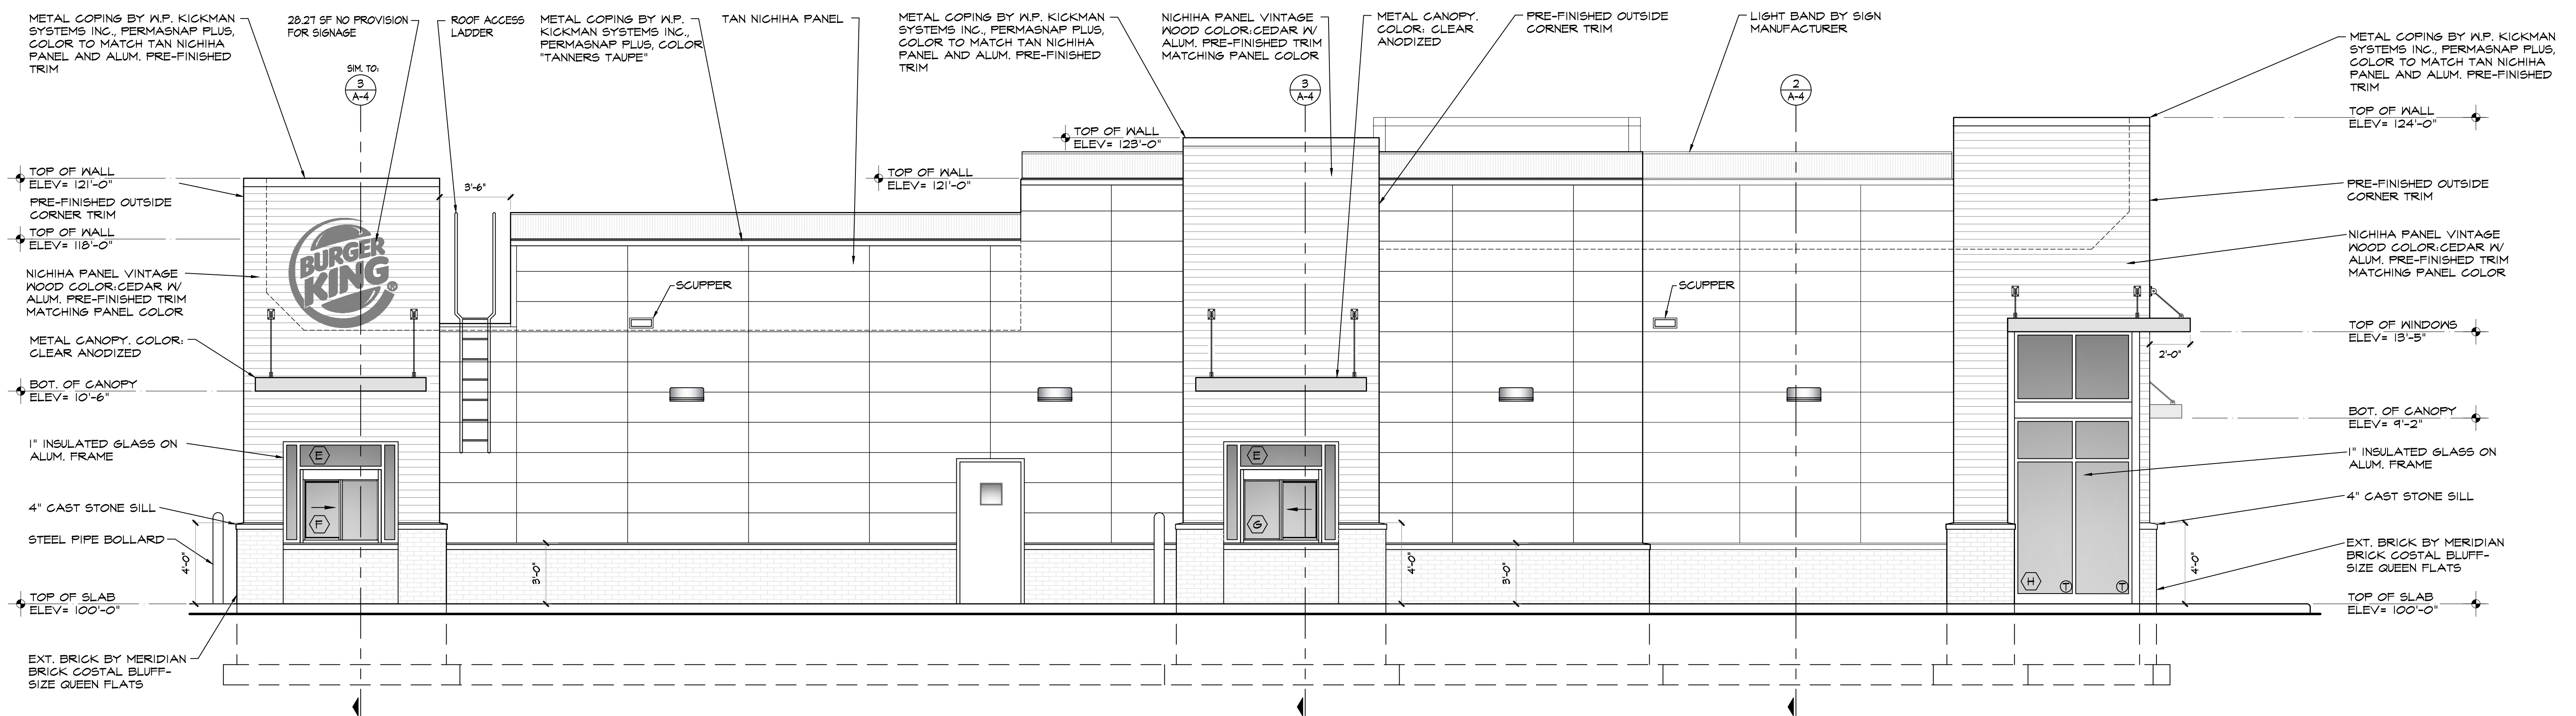 METAL COPING BY W.P. KICKMAN
SYSTEMS INC., PERMASNAP PLUS,
COLOR TO MATCH TAN NICHIHA
PANEL AND ALUM. PRE-FINISHED
TRIM
28.27 SF NO PROVISION
FOR SIGNAGE
ROOF ACCESS
LADDER
METAL COPING BY W.P.
KICKMAN SYSTEMS INC.,
PERMASNAP PLUS, COLOR
"TANNERS TAUPE"
TAN NICHIHA PANEL
METAL COPING BY W.P. KICKMAN
SYSTEMS INC., PERMASNAP PLUS,
COLOR TO MATCH TAN NICHIHA
PANEL AND ALUM. PRE-FINISHED
TRIM
NICHIHA PANEL VINTAGE
WOOD COLOR:CEDAR W/
ALUM. PRE-FINISHED TRIM
MATCHING PANEL COLOR
METAL CANOPY.
COLOR: CLEAR
ANODIZED
PRE-FINISHED OUTSIDE
CORNER TRIM
LIGHT BAND BY SIGN
MANUFACTURER
METAL COPING BY W.P. KICKMAN
SYSTEMS INC., PERMASNAP PLUS,
COLOR TO MATCH TAN NICHIHA
PANEL AND ALUM. PRE-FINISHED
TRIM
SIM. TO:
3
A-4
3
A-4
2
A-4
TOP OF WALL
ELEV= 121'-0"
PRE-FINISHED OUTSIDE
CORNER TRIM
TOP OF WALL
ELEV= 118'-0"
NICHIHA PANEL VINTAGE
WOOD COLOR:CEDAR W/
ALUM. PRE-FINISHED TRIM
MATCHING PANEL COLOR
METAL CANOPY. COLOR:
CLEAR ANODIZED
BOT. OF CANOPY
ELEV= 10'-6"
1" INSULATED GLASS ON
ALUM. FRAME
4" CAST STONE SILL
STEEL PIPE BOLLARD
4'-0"
TOP OF SLAB
ELEV= 100'-0"
EXT. BRICK BY MERIDIAN
BRICK COSTAL BLUFF-
SIZE QUEEN FLATS
BURGER
KING
®
E
F
3'-6"
3'-0"
SCUPPER
TOP OF WALL
ELEV= 121'-0"
TOP OF WALL
ELEV= 123'-0"
E
G
4'-0"
3'-0"
SCUPPER
H
T
T
2'-0"
4'-0"
TOP OF WALL
ELEV= 124'-0"
PRE-FINISHED OUTSIDE
CORNER TRIM
NICHIHA PANEL VINTAGE
WOOD COLOR:CEDAR W/
ALUM. PRE-FINISHED TRIM
MATCHING PANEL COLOR
TOP OF WINDOWS
ELEV= 13'-5"
BOT. OF CANOPY
ELEV= 9'-2"
1" INSULATED GLASS ON
ALUM. FRAME
4" CAST STONE SILL
EXT. BRICK BY MERIDIAN
BRICK COSTAL BLUFF-
SIZE QUEEN FLATS
TOP OF SLAB
ELEV= 100'-0"